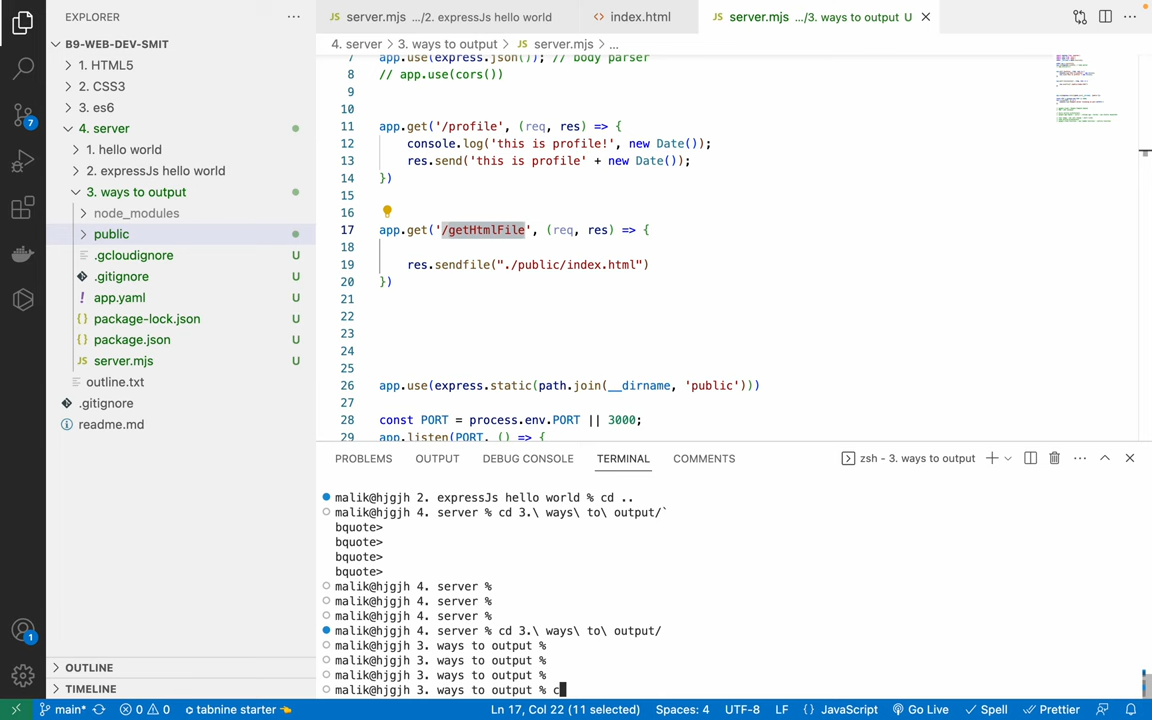 EXPLORER
B9-WEB-DEV-SMIT
1. HTML5
2. CSS3
3. es6
4. server
1. hello world
2. expressJs hello world
3. ways to output
node_modules
public
.gcloudignore U
.gitignore U
app.yaml U
package-lock.json U
package.json U
server.mjs U
outline.txt
.gitignore
readme.md
OUTLINE
TIMELINE
7
1
server.mjs .../2. expressJs hello world
index.html
server.mjs .../3. ways to output U
4. server > 3. ways to output > server.mjs > ...
7 app.use(express.json()); // body parser
8 // app.use(cors())
9
10
11 app.get('/profile', (req, res) => {
12 console.log('this is profile!', new Date());
13 res.send('this is profile' + new Date());
14 })
15
16
17 app.get('/getHtmlFile', (req, res) => {
18
19 res.sendfile("./public/index.html")
20 })
21
22
23
24
25
26 app.use(express.static(path.join(__dirname, 'public')))
27
28 const PORT = process.env.PORT || 3000;
29 app.listen(PORT, () => {
PROBLEMS OUTPUT DEBUG CONSOLE TERMINAL COMMENTS
zsh - 3. ways to output
malik@hjgjh 2. expressJs hello world % cd ..
malik@hjgjh 4. server % cd 3.\ ways\ to\ output/`
bquote>
bquote>
bquote>
bquote>
malik@hjgjh 4. server %
malik@hjgjh 4. server %
malik@hjgjh 4. server %
malik@hjgjh 4. server % cd 3.\ ways\ to\ output/
malik@hjgjh 3. ways to output %
malik@hjgjh 3. ways to output %
malik@hjgjh 3. ways to output %
malik@hjgjh 3. ways to output % c
main* 0 0 tabnine starter Ln 17, Col 22 (11 selected) Spaces: 4 UTF-8 LF {} JavaScript Go Live Spell Prettier